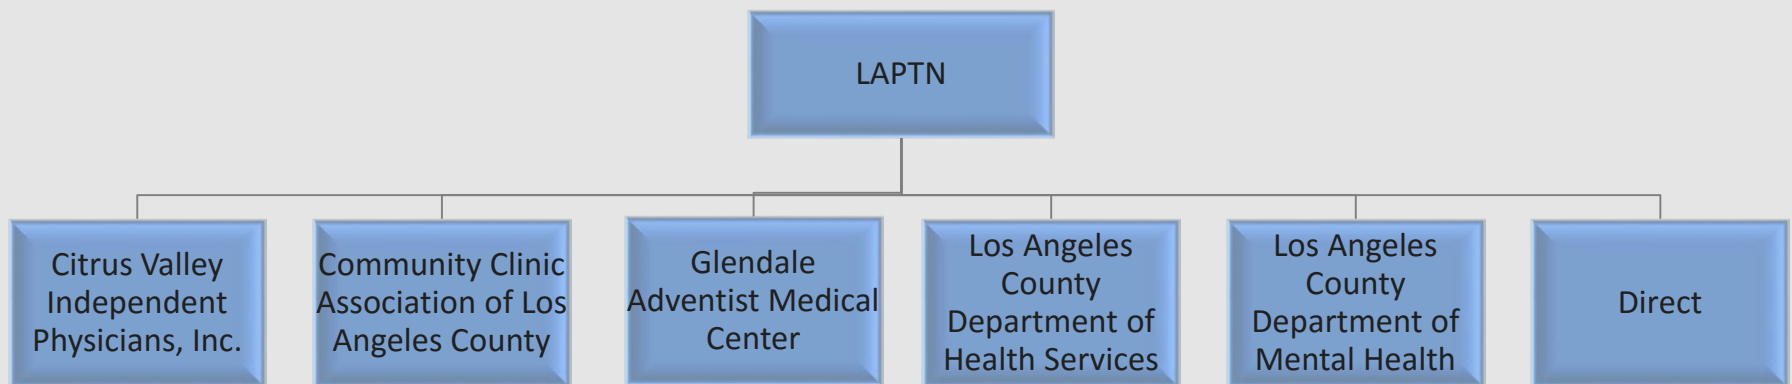 LAPTN
Citrus Valley
Independent
Physicians, Inc.
Community Clinic
Association of Los
Angeles County
Glendale
Adventist Medical
Center
Los Angeles
County
Department of
Health Services
Los Angeles
County
Department of
Mental Health
Direct